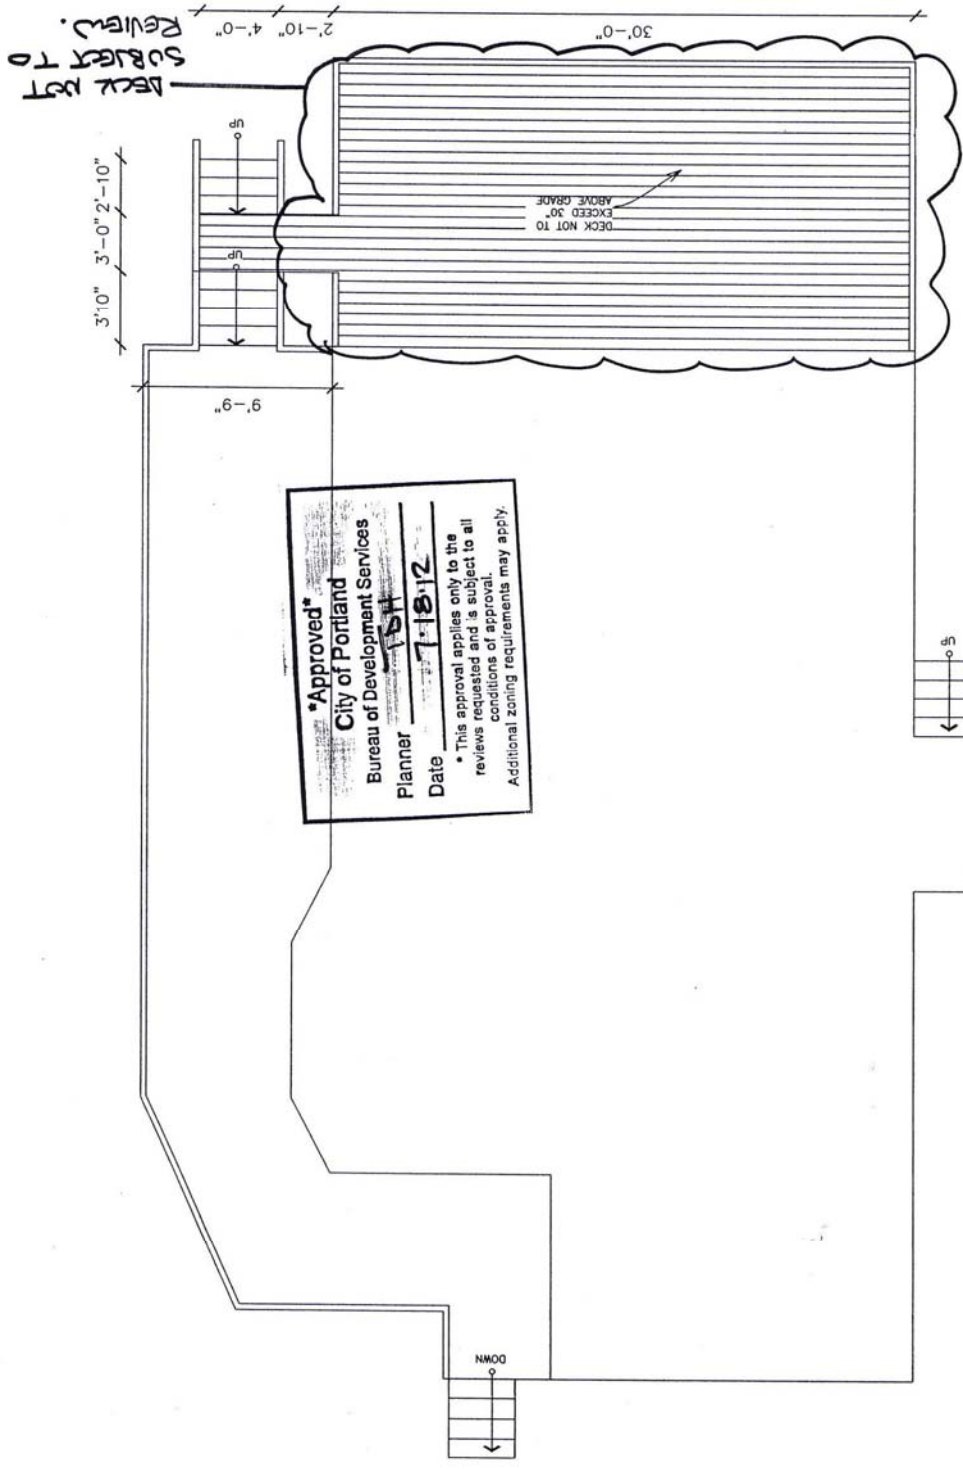 DECK NOT
SUBJECT TO
REVIEW.
4'-0"
2'-10"
30'-0"
3'10"
3'-0"
2'-10"
UP
UP
DECK NOT TO
EXCEED 30"
ABOVE GRADE
9'-9"
*Approved*
City of Portland
Bureau of Development Services
Planner
Date 7.18.12
* This approval applies only to the
reviews requested and is subject to all
conditions of approval.
Additional zoning requirements may apply.
UP
DOWN